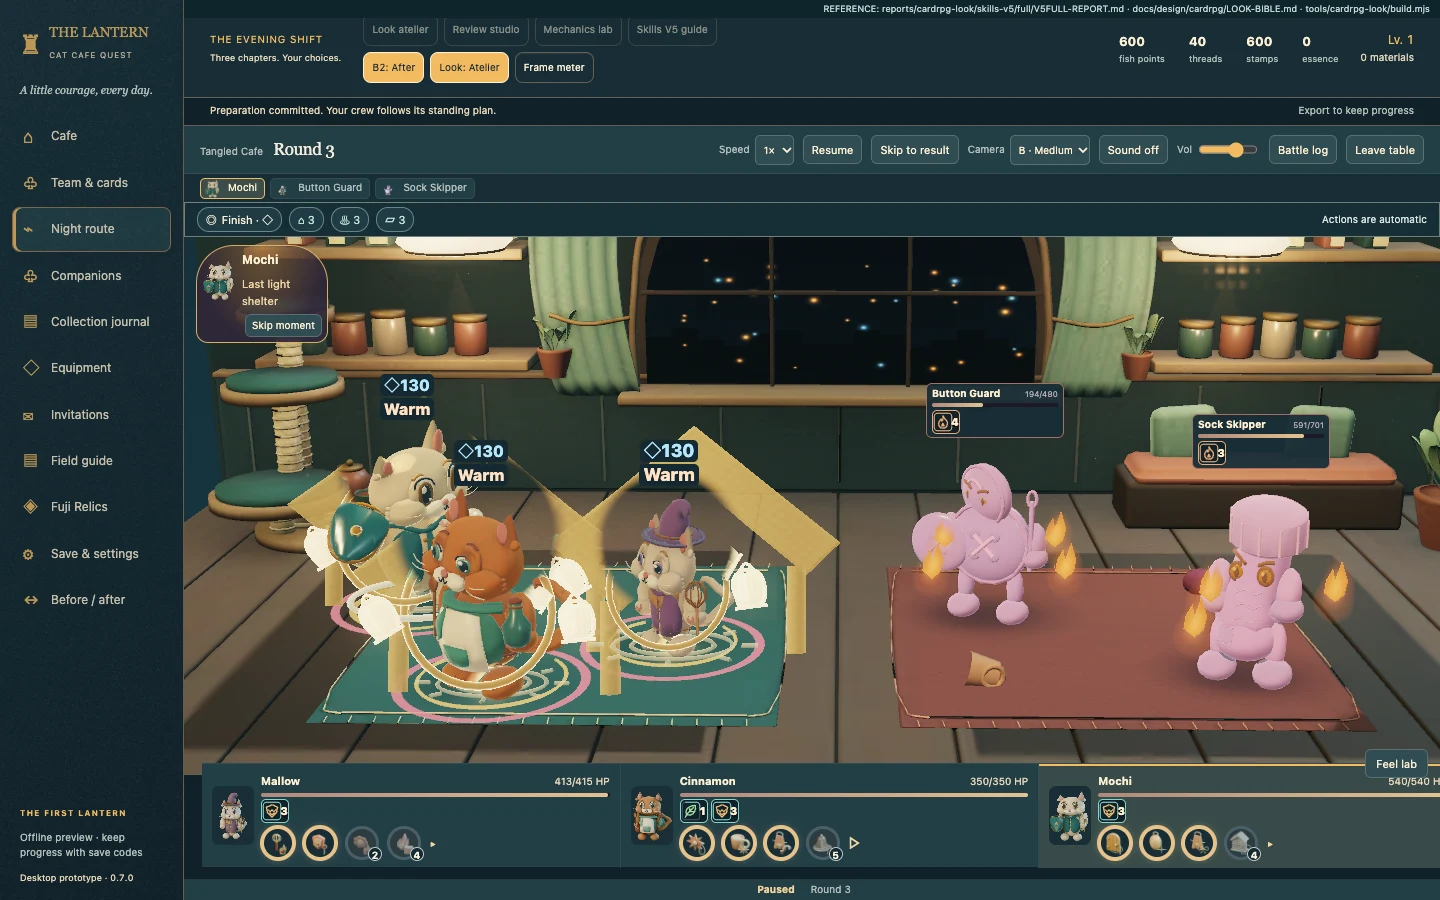 REFERENCE: reports/cardrpg-look/skills-v5/full/V5FULL-REPORT.md · docs/design/cardrpg/LOOK-BIBLE.md · tools/cardrpg-look/build.mjs
THE LANTERN
CAT CAFE QUEST
A little courage, every day.
Cafe
Team & cards
Night route
Companions
Collection journal
Equipment
Invitations
Field guide
Fuji Relics
Save & settings
Before / after
THE FIRST LANTERN
Offline preview · keep
progress with save codes
Desktop prototype · 0.7.0
THE EVENING SHIFT
Three chapters. Your choices.
Look atelier
Review studio
Mechanics lab
Skills V5 guide
B2: After
Look: Atelier
Frame meter
600
fish points
40
threads
600
stamps
0
essence
Lv. 1
0 materials
Preparation committed. Your crew follows its standing plan.
Export to keep progress
Tangled Cafe Round 3
Speed 1× Resume Skip to result Camera B · Medium Sound off Vol Battle log Leave table
Mochi Button Guard Sock Skipper
Finish · ◇ 3 3 3
Actions are automatic
Mochi
Last light
shelter
Skip moment
◇130
Warm
◇130
Warm
◇130
Warm
Button Guard 194/480
4
Sock Skipper 591/701
3
Feel lab
Mallow 413/415 HP
3
2 4
Cinnamon 350/350 HP
1 3
5
Mochi 540/540 H
3
4
Paused Round 3